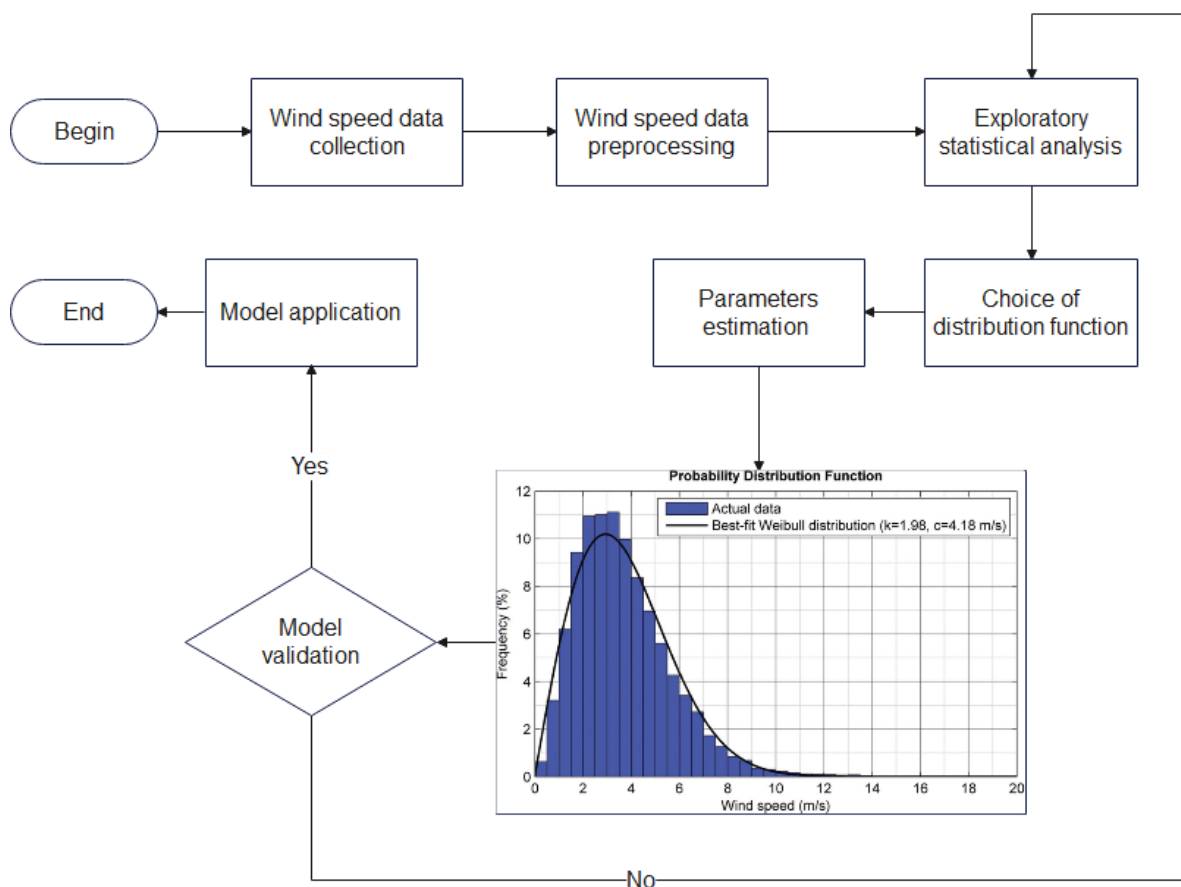 Begin
Wind speed data
collection
Wind speed data
preprocessing
Exploratory
statistical analysis
End
Model application
Parameters
estimation
Choice of
distribution function
Yes
Probability Distribution Function
12
10
8
6
4
2
0
Frequency (%)
Actual data
Best-fit Weibull distribution (k=1.98, c=4.18 m/s)
0 2 4 6 8 10 12 14 16 18 20
Wind speed (m/s)
Model
validation
No